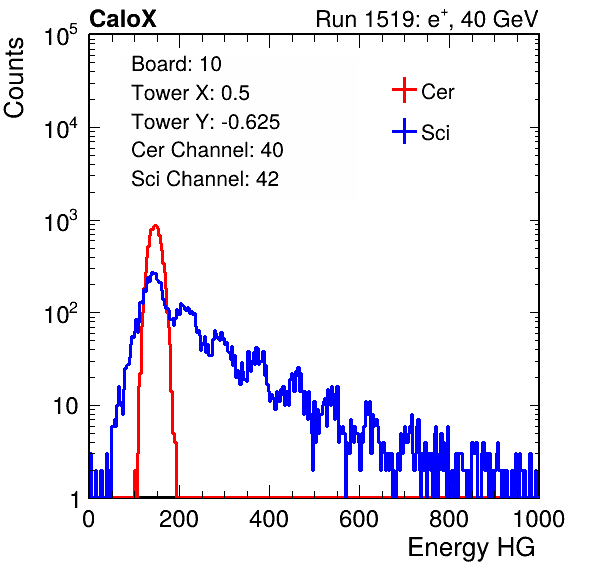 CaloX Run 1519: e⁺, 40 GeV
Board: 10
Tower X: 0.5
Tower Y: -0.625
Cer Channel: 40
Sci Channel: 42
Cer
Sci
Counts
10⁵
10⁴
10³
10²
10
1
0 200 400 600 800 1000
Energy HG